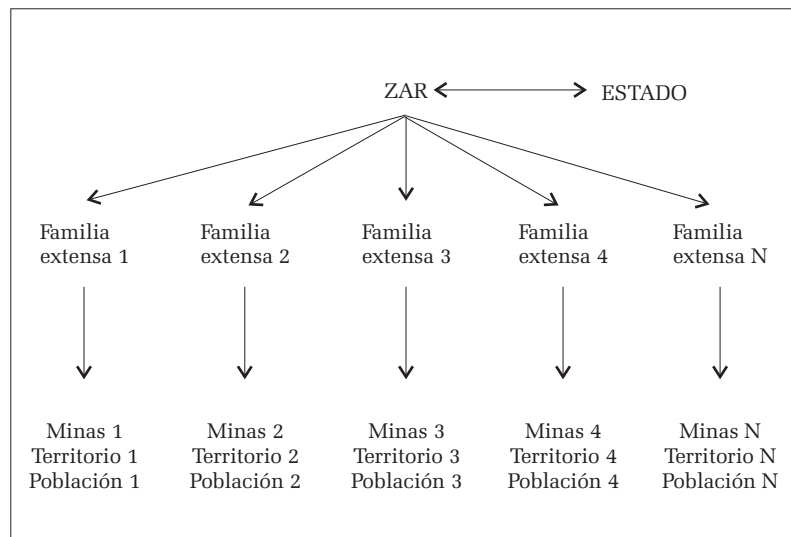 ZAR ESTADO
Familia extensa 1
Familia extensa 2
Familia extensa 3
Familia extensa 4
Familia extensa N
Minas 1
Territorio 1
Población 1
Minas 2
Territorio 2
Población 2
Minas 3
Territorio 3
Población 3
Minas 4
Territorio 4
Población 4
Minas N
Territorio N
Población N